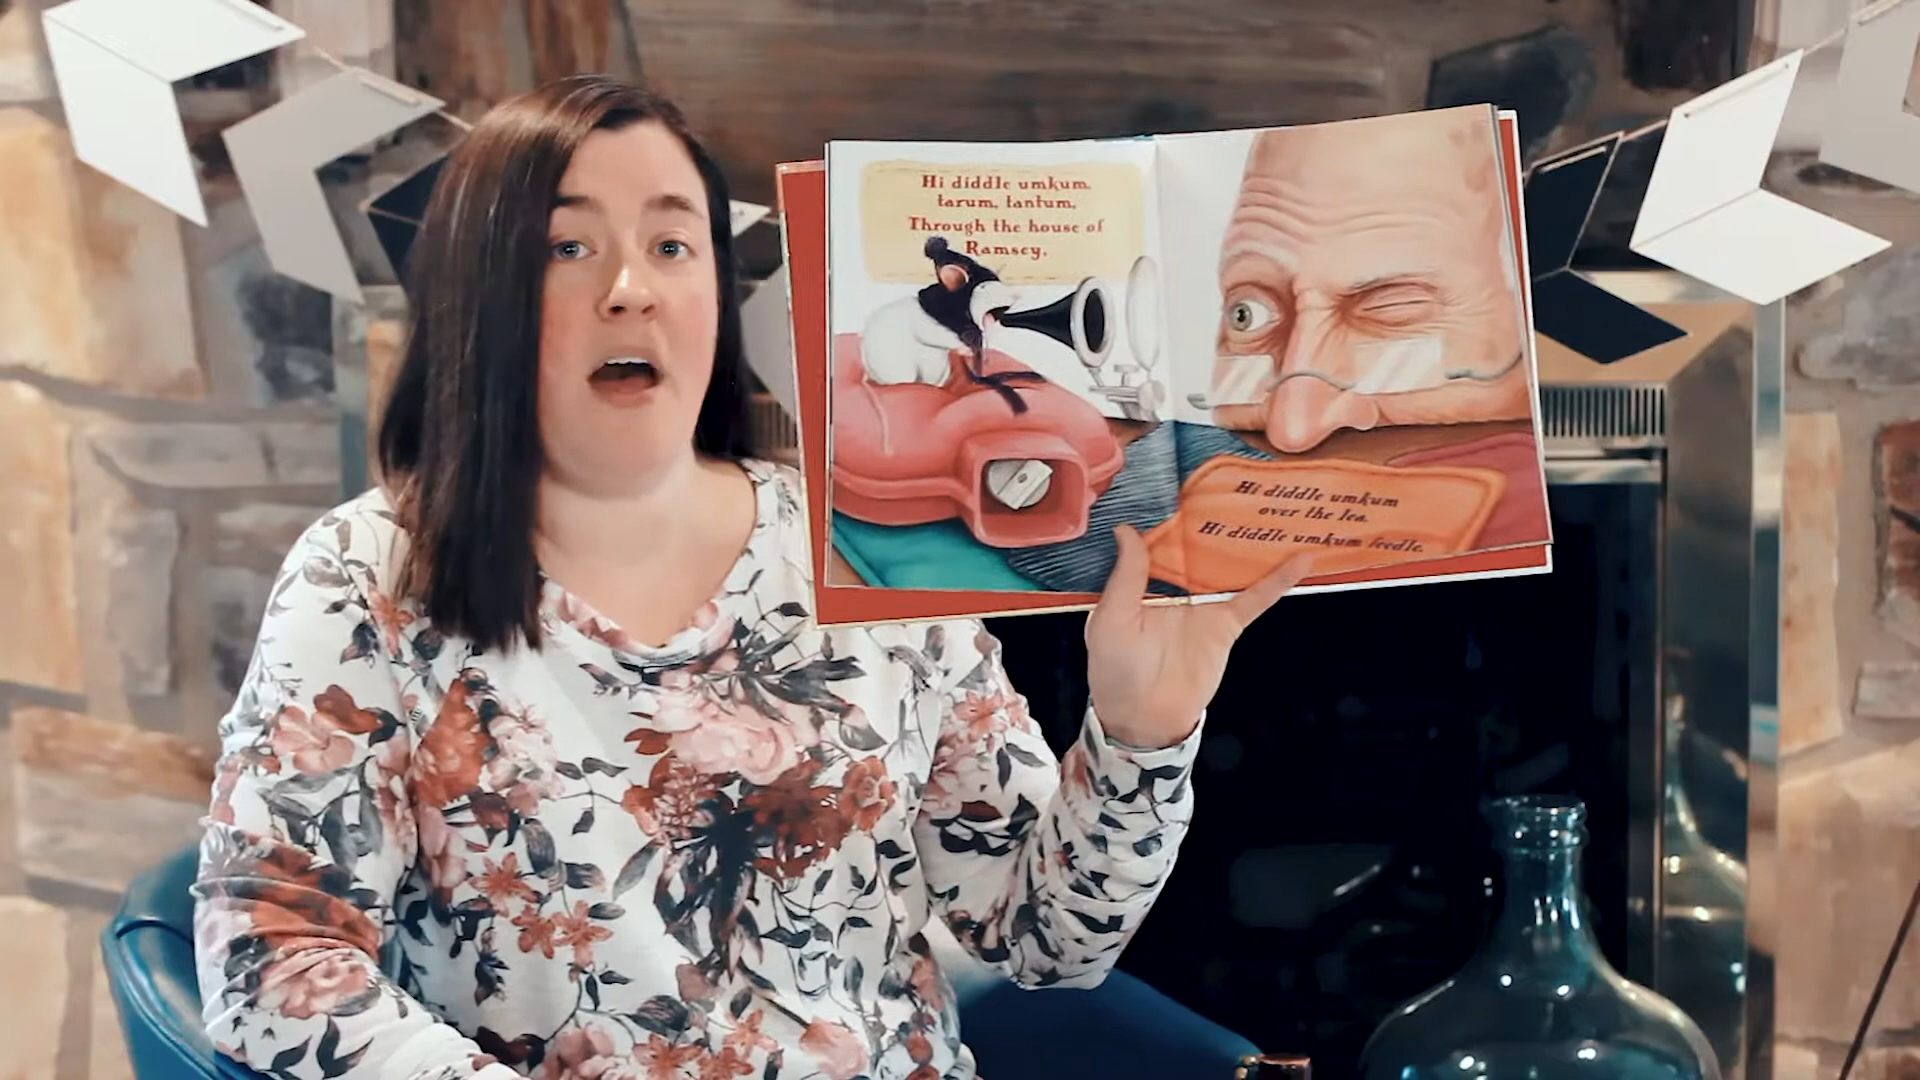 Hi diddle umkum,
tarum, tantum,
Through the house of
Ramsey,
Hi diddle umkum
over the lea.
Hi diddle umkum feedle.